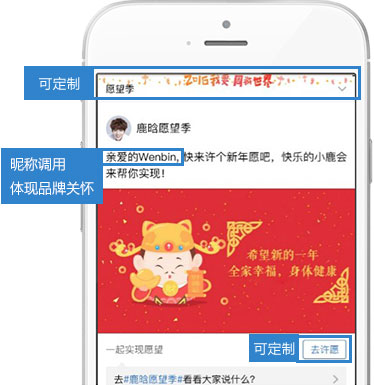 2016我要 世界
可定制
愿望季
鹿晗愿望季
昵称调用
体现品牌关怀
亲爱的Wenbin, 快来许个新年愿吧，快乐的小鹿会
来帮你实现！
希望新的一年
全家幸福，身体健康
一起实现愿望
可定制
去许愿
去#鹿晗愿望季#看看大家说什么?